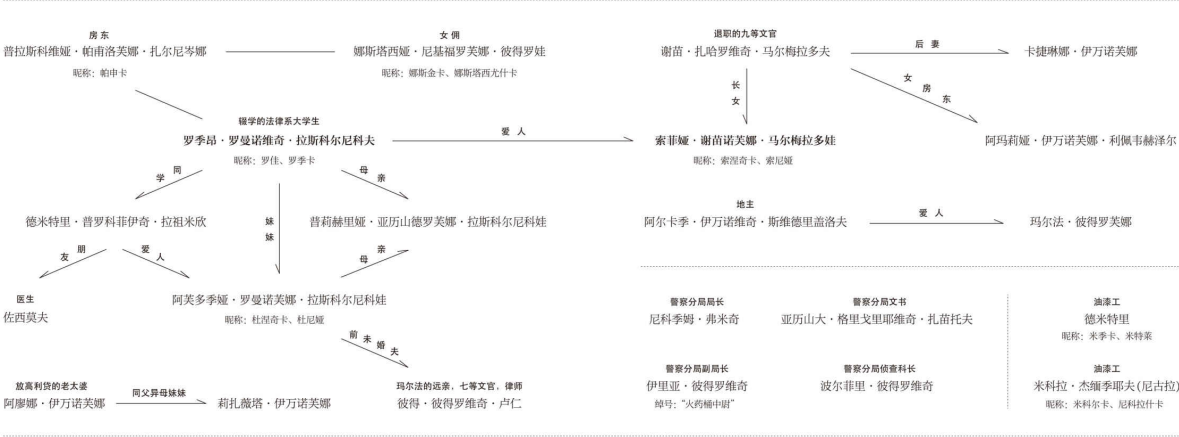 房东
普拉斯科维娅·帕甫洛芙娜·扎尔尼岑娜
昵称：帕申卡
女佣
娜斯塔西娅·尼基福罗芙娜·彼得罗娃
昵称：娜斯金卡、娜斯塔西尤什卡
退职的九等文官
谢苗·扎哈罗维奇·马尔梅拉多夫
后妻
卡捷琳娜·伊万诺芙娜
长女
女房东
辍学的法律系大学生
罗季昂·罗曼诺维奇·拉斯科尔尼科夫
昵称：罗佳、罗季卡
爱人
索菲娅·谢苗诺芙娜·马尔梅拉多娃
昵称：索涅奇卡、索尼娅
阿玛莉娅·伊万诺芙娜·利佩韦赫泽尔
同学
妹妹
母亲
德米特里·普罗科菲伊奇·拉祖米欣
普莉赫里娅·亚历山德罗芙娜·拉斯科尔尼科娃
地主
阿尔卡季·伊万诺维奇·斯维德里盖洛夫
爱人
玛尔法·彼得罗芙娜
朋友
爱人
母亲
医生
佐西莫夫
阿芙多季娅·罗曼诺芙娜·拉斯科尔尼科娃
昵称：杜涅奇卡、杜尼娅
前未婚夫
放高利贷的老太婆
阿廖娜·伊万诺芙娜
同父异母妹妹
莉扎薇塔·伊万诺芙娜
玛尔法的远亲，七等文官，律师
彼得·彼得罗维奇·卢仁
警察分局局长
尼科季姆·弗米奇
警察分局文书
亚历山大·格里戈里耶维奇·扎苗托夫
油漆工
德米特里
昵称：米季卡、米特莱
警察分局副局长
伊里亚·彼得罗维奇
绰号：“火药桶中尉”
警察分局侦查科长
波尔菲里·彼得罗维奇
油漆工
米科拉·杰缅季耶夫(尼古拉)
昵称：米科尔卡、尼科拉什卡